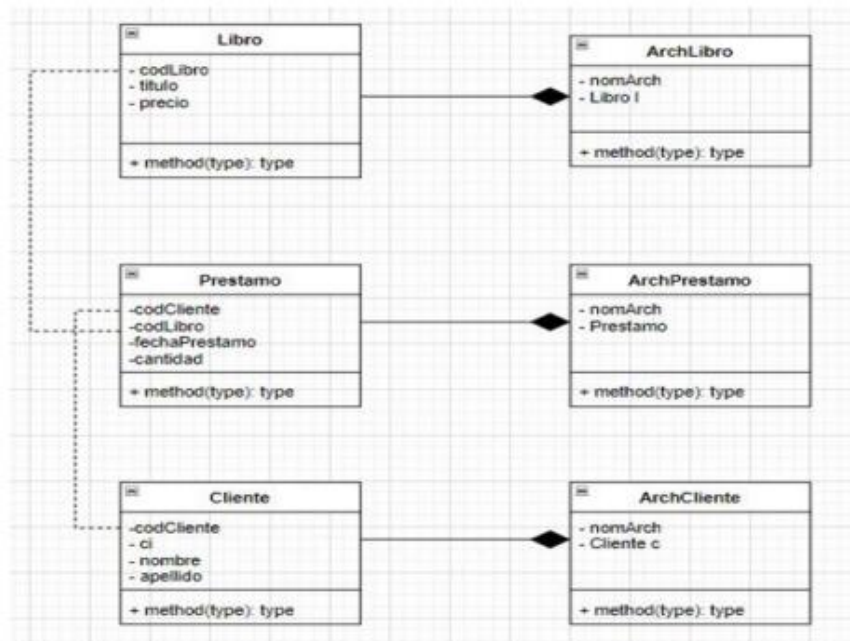 Libro
- codLibro
- titulo
- precio
+ method(type): type
ArchLibro
- nomArch
- Libro l
+ method(type): type
Prestamo
-codCliente
-codLibro
-fechaPrestamo
-cantidad
+ method(type): type
ArchPrestamo
- nomArch
- Prestamo
+ method(type): type
Cliente
-codCliente
- ci
- nombre
- apellido
+ method(type): type
ArchCliente
- nomArch
- Cliente c
+ method(type): type